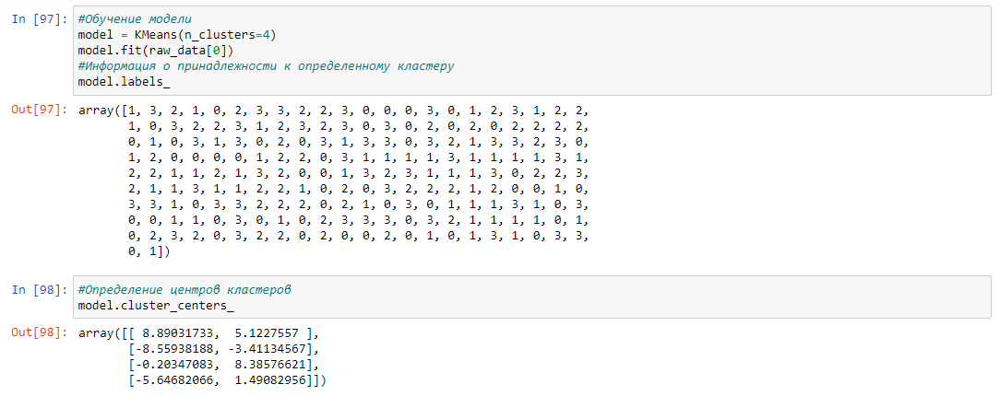 In [97]: #Обучение модели
model = KMeans(n_clusters=4)
model.fit(raw_data[0])
#Информация о принадлежности к определенному кластеру
model.labels_
Out[97]: array([1, 3, 2, 1, 0, 2, 3, 3, 2, 2, 3, 0, 0, 0, 3, 0, 1, 2, 3, 1, 2, 2,
1, 0, 3, 2, 2, 3, 1, 2, 3, 2, 3, 0, 3, 0, 2, 0, 2, 0, 2, 2, 2, 2,
0, 1, 0, 3, 1, 3, 0, 2, 0, 3, 1, 3, 3, 0, 3, 2, 1, 3, 3, 2, 3, 0,
1, 2, 0, 0, 0, 0, 1, 2, 2, 0, 3, 1, 1, 1, 1, 3, 1, 1, 1, 1, 3, 1,
2, 2, 1, 1, 2, 1, 3, 2, 0, 0, 1, 3, 2, 3, 1, 1, 1, 3, 0, 2, 2, 3,
2, 1, 1, 3, 1, 1, 2, 2, 1, 0, 2, 0, 3, 2, 2, 2, 1, 2, 0, 0, 1, 0,
3, 3, 1, 0, 3, 3, 2, 2, 2, 0, 2, 1, 0, 3, 0, 1, 1, 1, 3, 1, 0, 3,
0, 0, 1, 1, 0, 3, 0, 1, 0, 2, 3, 3, 3, 0, 3, 2, 1, 1, 1, 1, 0, 1,
0, 2, 3, 2, 0, 3, 2, 2, 0, 2, 0, 0, 2, 0, 1, 0, 1, 3, 1, 0, 3, 3,
0, 1])
In [98]: #Определение центров кластеров
model.cluster_centers_
Out[98]: array([[ 8.89031733, 5.1227557 ],
[-8.55938188, -3.41134567],
[-0.20347083, 8.38576621],
[-5.64682066, 1.49082956]])